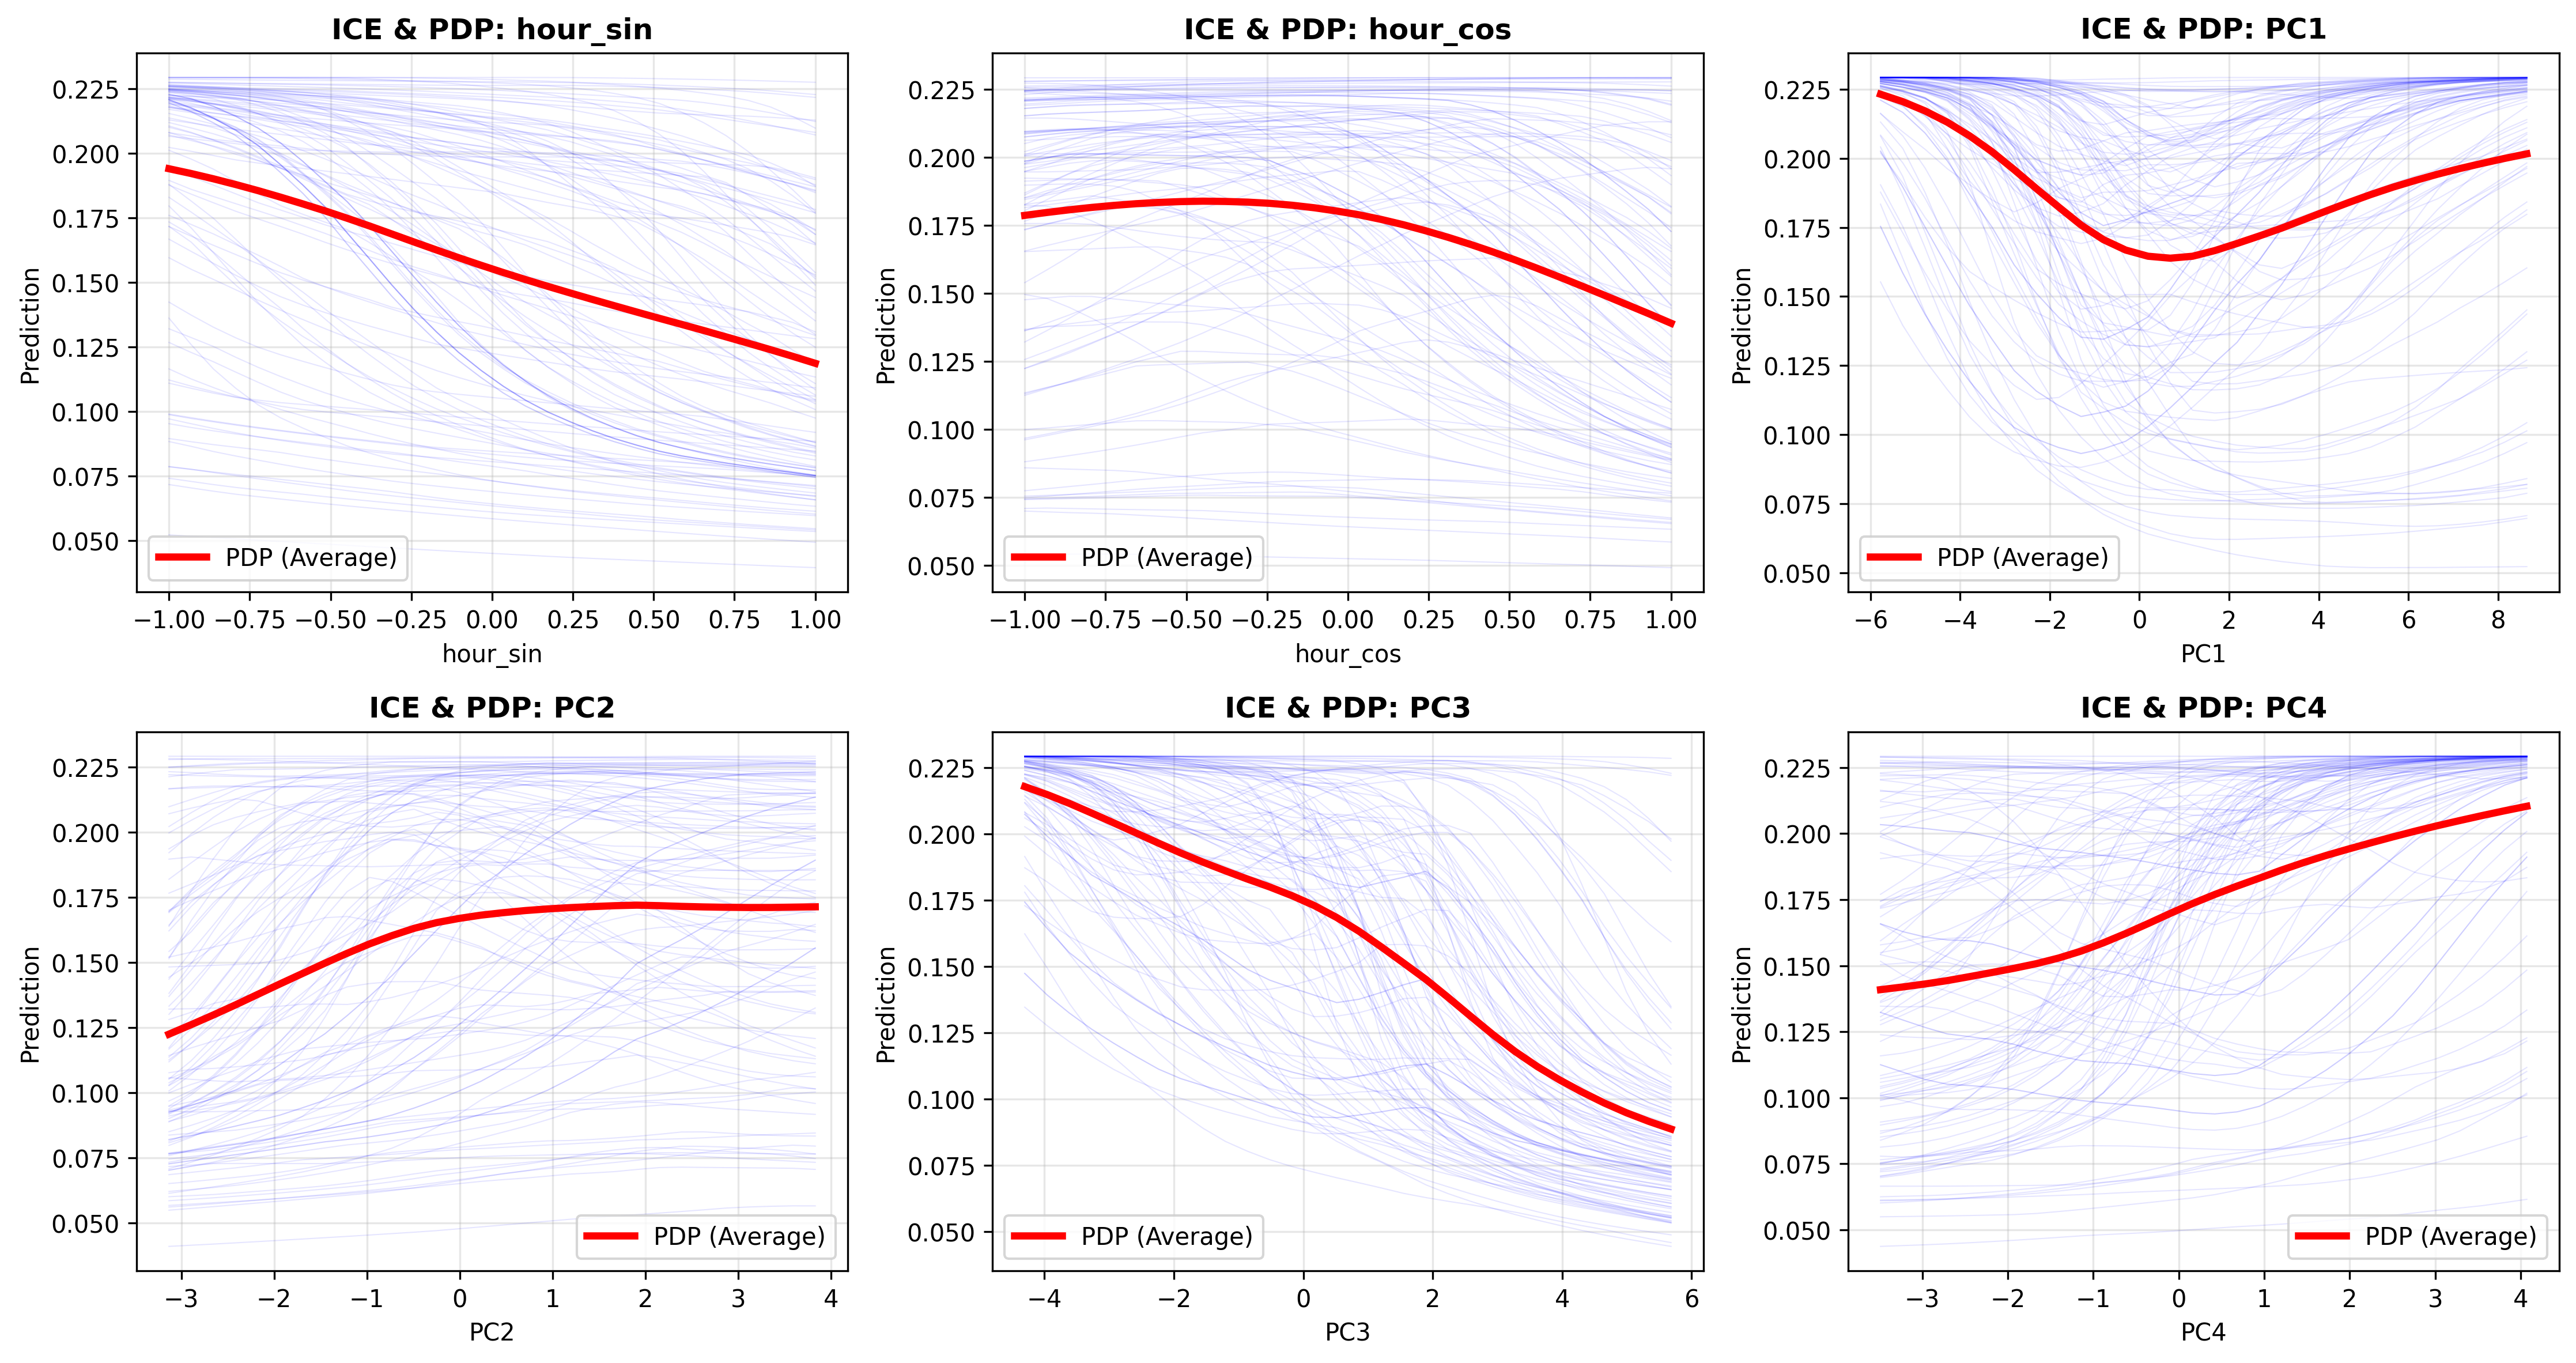 ICE & PDP: hour_sin
Prediction
0.225
0.200
0.175
0.150
0.125
0.100
0.075
0.050
PDP (Average)
−1.00 −0.75 −0.50 −0.25 0.00 0.25 0.50 0.75 1.00
hour_sin
ICE & PDP: hour_cos
Prediction
0.225
0.200
0.175
0.150
0.125
0.100
0.075
0.050
PDP (Average)
−1.00 −0.75 −0.50 −0.25 0.00 0.25 0.50 0.75 1.00
hour_cos
ICE & PDP: PC1
Prediction
0.225
0.200
0.175
0.150
0.125
0.100
0.075
0.050
PDP (Average)
−6 −4 −2 0 2 4 6 8
PC1
ICE & PDP: PC2
Prediction
0.225
0.200
0.175
0.150
0.125
0.100
0.075
0.050
PDP (Average)
−3 −2 −1 0 1 2 3 4
PC2
ICE & PDP: PC3
Prediction
0.225
0.200
0.175
0.150
0.125
0.100
0.075
0.050
PDP (Average)
−4 −2 0 2 4 6
PC3
ICE & PDP: PC4
Prediction
0.225
0.200
0.175
0.150
0.125
0.100
0.075
0.050
PDP (Average)
−3 −2 −1 0 1 2 3 4
PC4